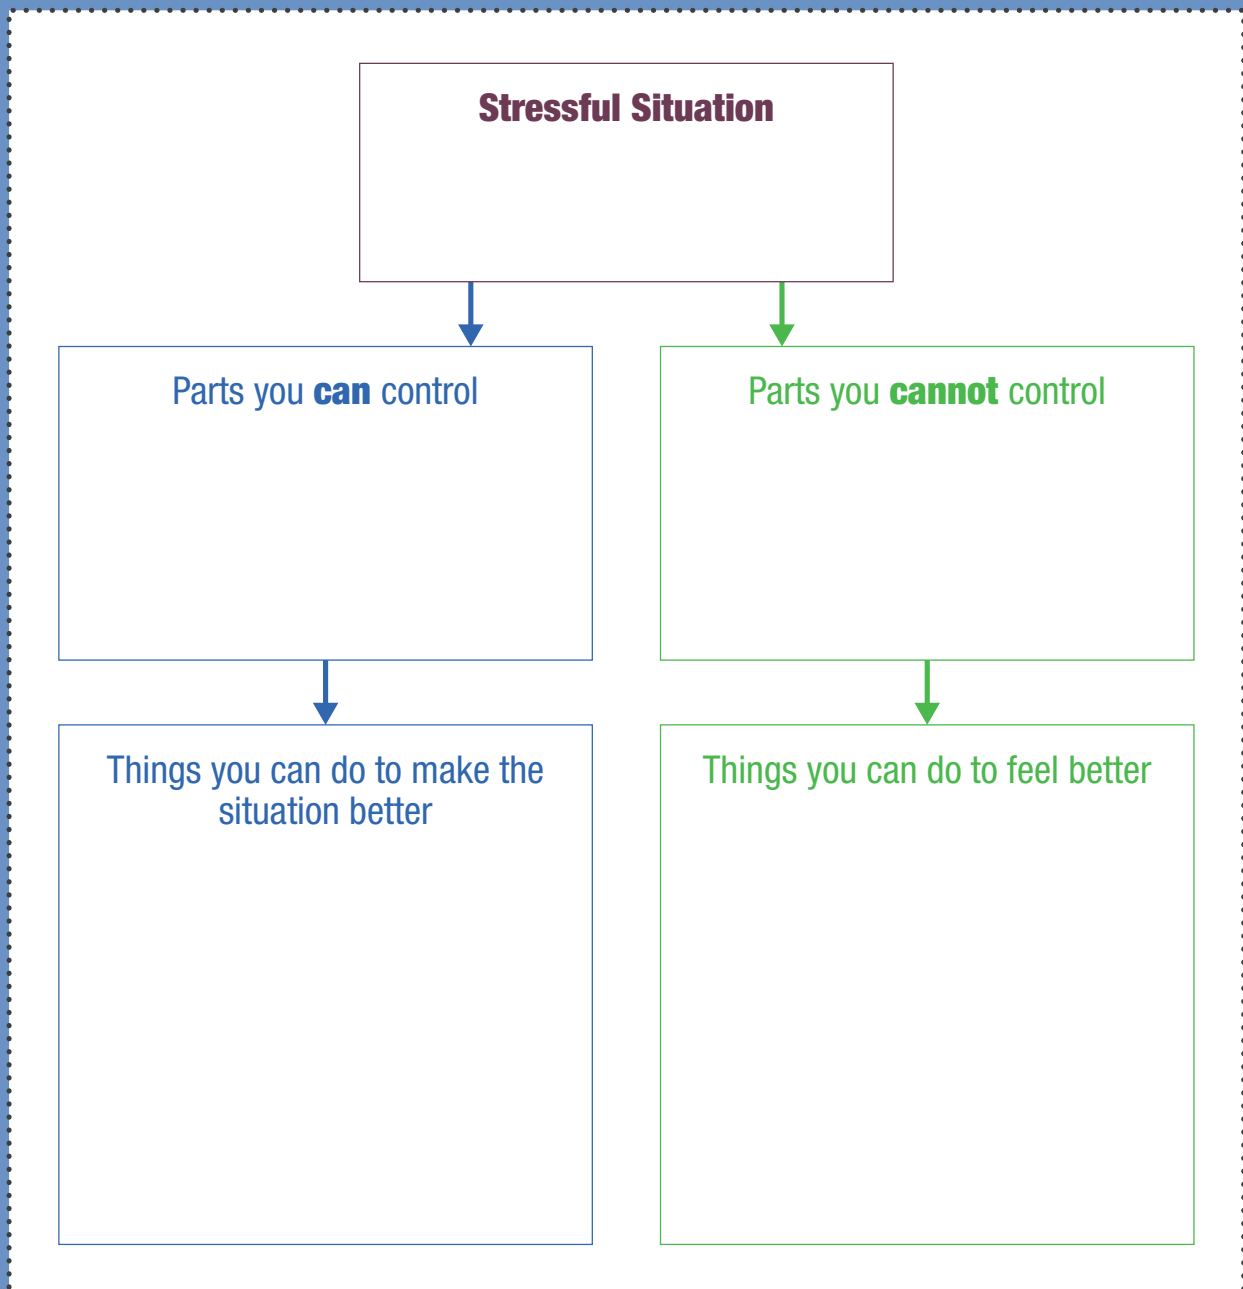 Stressful Situation
Parts you can control
Parts you cannot control
Things you can do to make the
situation better
Things you can do to feel better